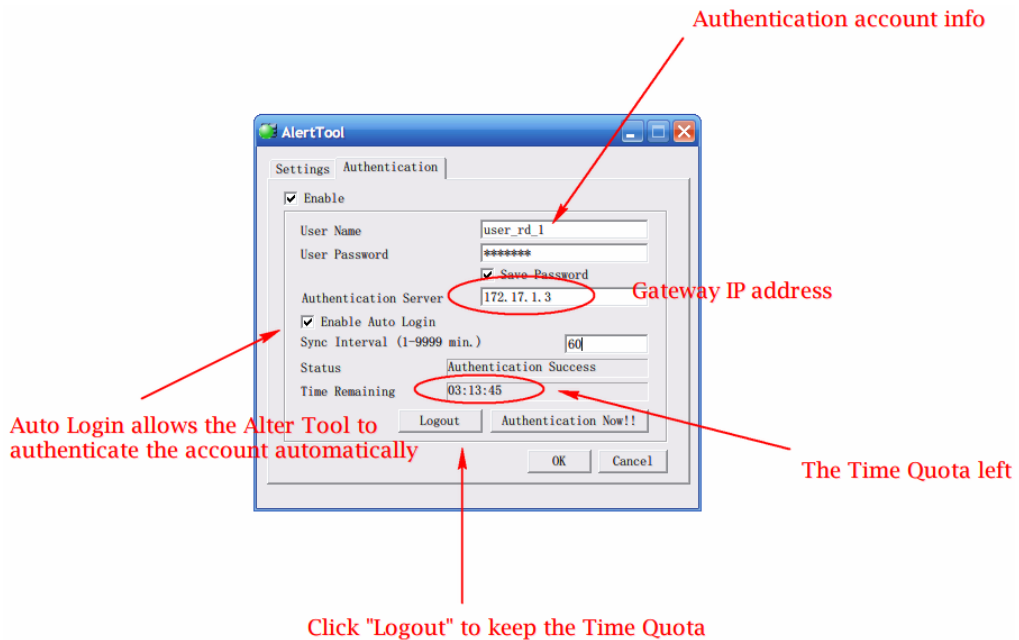 Authentication account info
AlertTool
Settings Authentication
Enable
User Name user_rd_1
User Password *******
Save Password
Authentication Server 172.17.1.3 Gateway IP address
Enable Auto Login
Sync Interval (1-9999 min.) 60
Status Authentication Success
Time Remaining 03:13:45
Logout Authentication Now!!
Auto Login allows the Alter Tool to
authenticate the account automatically
OK Cancel
The Time Quota left
Click "Logout" to keep the Time Quota